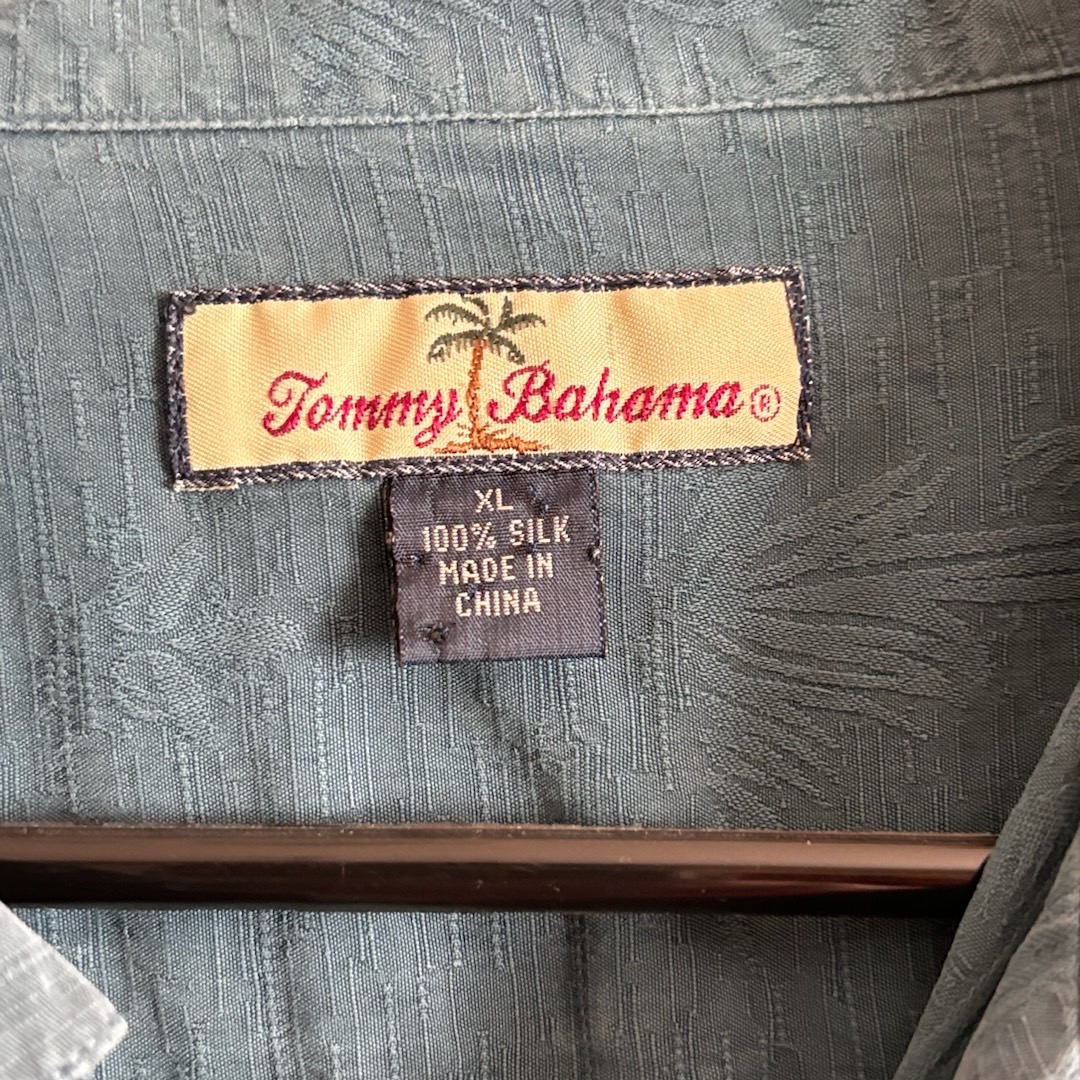 Tommy Bahama®
XL
100% SILK
MADE IN
CHINA